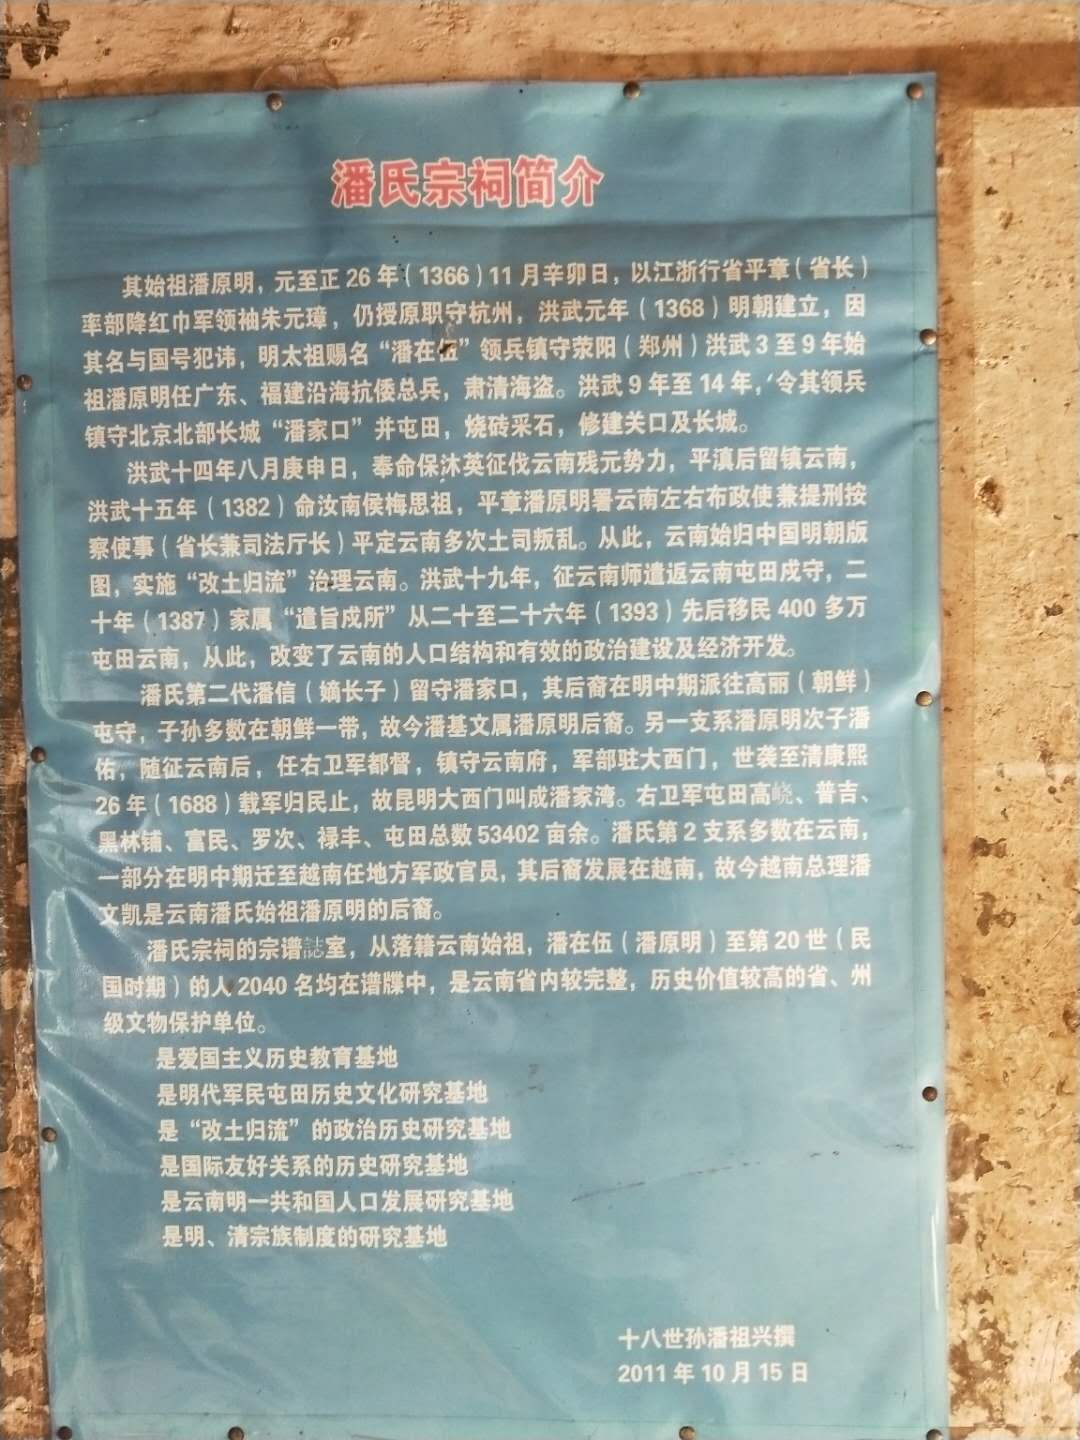 潘氏宗祠简介
其始祖潘原明，元至正26年（1366）11月辛卯日，以江浙行省平章（省长）
率部降红巾军领袖朱元璋，仍授原职守杭州，洪武元年（1368）明朝建立，因
其名与国号犯讳，明太祖赐名“潘在伍”领兵镇守荥阳（郑州）洪武3至9年始
祖潘原明任广东、福建沿海抗倭总兵，肃清海盗。洪武9年至14年，令其领兵
镇守北京北部长城“潘家口”并屯田，烧砖采石，修建关口及长城。
洪武十四年八月庚申日，奉命保沐英征伐云南残元势力，平滇后留镇云南，
洪武十五年（1382）命汝南侯梅思祖，平章潘原明署云南左右布政使兼提刑按
察使事（省长兼司法厅长）平定云南多次土司叛乱。从此，云南始归中国明朝版
图，实施“改土归流”治理云南。洪武十九年，征云南师遣返云南屯田戍守，二
十年（1387）家属“遣旨戍所”从二十至二十六年（1393）先后移民400多万
屯田云南，从此，改变了云南的人口结构和有效的政治建设及经济开发。
潘氏第二代潘信（嫡长子）留守潘家口，其后裔在明中期派往高丽（朝鲜）
屯守，子孙多数在朝鲜一带，故今潘基文属潘原明后裔。另一支系潘原明次子潘
佑，随征云南后，任右卫军都督，镇守云南府，军部驻大西门，世袭至清康熙
26年（1688）载军归民止，故昆明大西门叫成潘家湾。右卫军屯田高峣、普吉、
黑林铺、富民、罗次、禄丰、屯田总数53402亩余。潘氏第2支系多数在云南，
一部分在明中期迁至越南任地方军政官员，其后裔发展在越南，故今越南总理潘
文凯是云南潘氏始祖潘原明的后裔。
潘氏宗祠的宗谱誌室，从落籍云南始祖，潘在伍（潘原明）至第20世（民
国时期）的人2040名均在谱牒中，是云南省内较完整，历史价值较高的省、州
级文物保护单位。
是爱国主义历史教育基地
是明代军民屯田历史文化研究基地
是“改土归流”的政治历史研究基地
是国际友好关系的历史研究基地
是云南明一共和国人口发展研究基地
是明、清宗族制度的研究基地
十八世孙潘祖兴撰
2011年10月15日